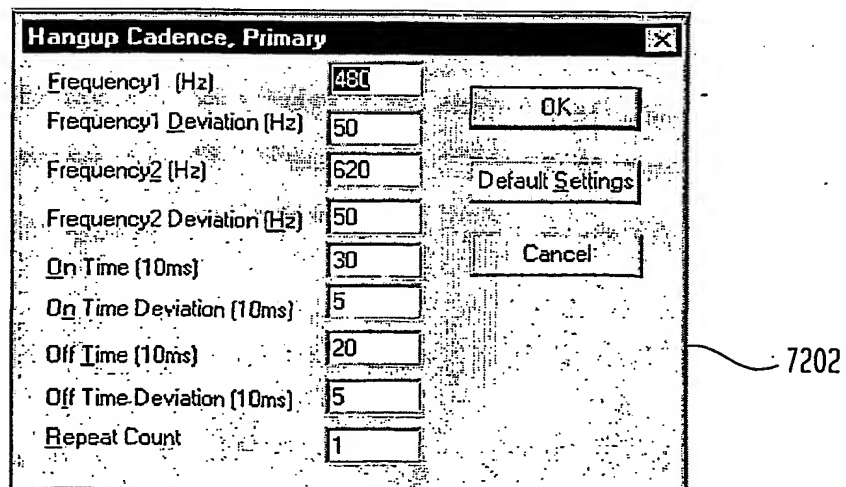 Hangup Cadence, Primary
Frequency1 (Hz) 480
OK
Frequency1 Deviation (Hz) 50
Frequency2 (Hz) 620
Default Settings
Frequency2 Deviation (Hz) 50
On Time (10ms) 30
Cancel
On Time Deviation (10ms) 5
Off Time (10ms) 20
7202
Off Time Deviation (10ms) 5
Repeat Count 1